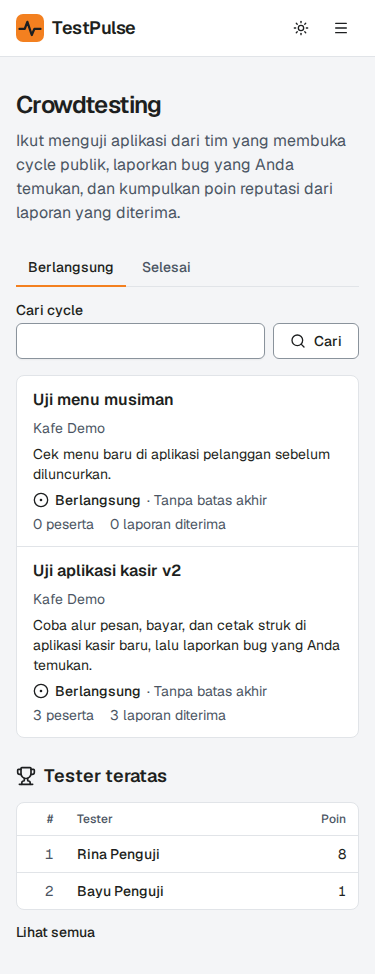 TestPulse
Crowdtesting
Ikut menguji aplikasi dari tim yang membuka
cycle publik, laporkan bug yang Anda
temukan, dan kumpulkan poin reputasi dari
laporan yang diterima.
Berlangsung Selesai
Cari cycle
Cari
Uji menu musiman
Kafe Demo
Cek menu baru di aplikasi pelanggan sebelum
diluncurkan.
Berlangsung · Tanpa batas akhir
0 peserta 0 laporan diterima
Uji aplikasi kasir v2
Kafe Demo
Coba alur pesan, bayar, dan cetak struk di
aplikasi kasir baru, lalu laporkan bug yang Anda
temukan.
Berlangsung · Tanpa batas akhir
3 peserta 0 laporan diterima
Tester teratas
# Tester Poin
1 Rina Penguji 8
2 Bayu Penguji 1
Lihat semua